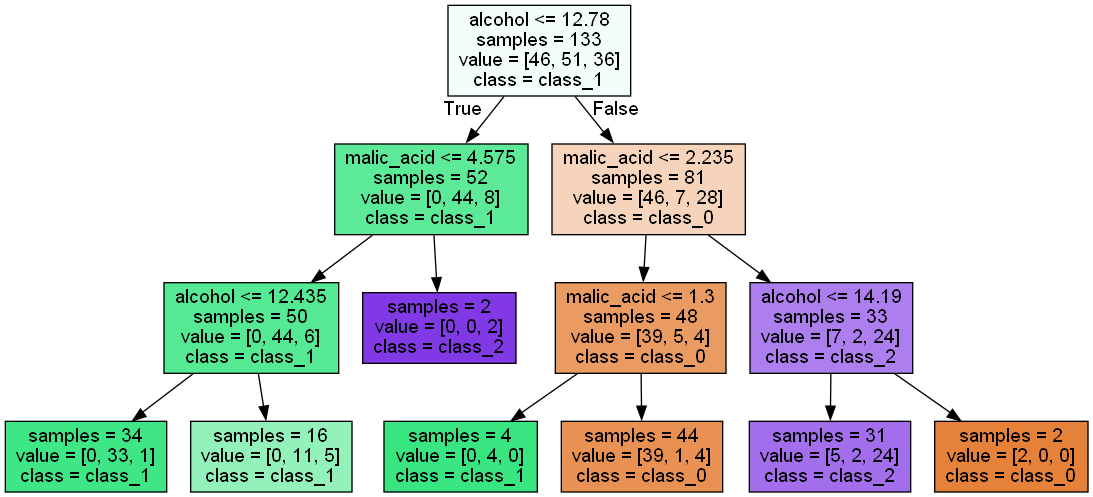 alcohol <= 12.78
samples = 133
value = [46, 51, 36]
class = class_1
True
False
malic_acid <= 4.575
samples = 52
value = [0, 44, 8]
class = class_1
malic_acid <= 2.235
samples = 81
value = [46, 7, 28]
class = class_0
alcohol <= 12.435
samples = 50
value = [0, 44, 6]
class = class_1
samples = 2
value = [0, 0, 2]
class = class_2
malic_acid <= 1.3
samples = 48
value = [39, 5, 4]
class = class_0
alcohol <= 14.19
samples = 33
value = [7, 2, 24]
class = class_2
samples = 34
value = [0, 33, 1]
class = class_1
samples = 16
value = [0, 11, 5]
class = class_1
samples = 4
value = [0, 4, 0]
class = class_1
samples = 44
value = [39, 1, 4]
class = class_0
samples = 31
value = [5, 2, 24]
class = class_2
samples = 2
value = [2, 0, 0]
class = class_0